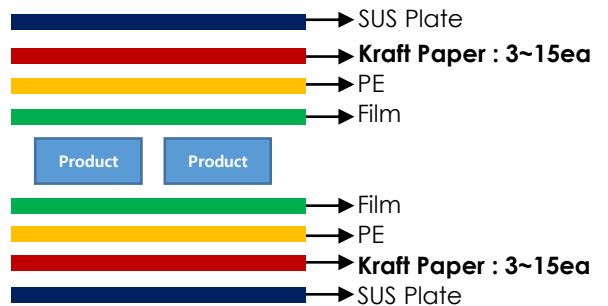 SUS Plate
Kraft Paper : 3~15ea
PE
Film
Product Product
Film
PE
Kraft Paper : 3~15ea
SUS Plate